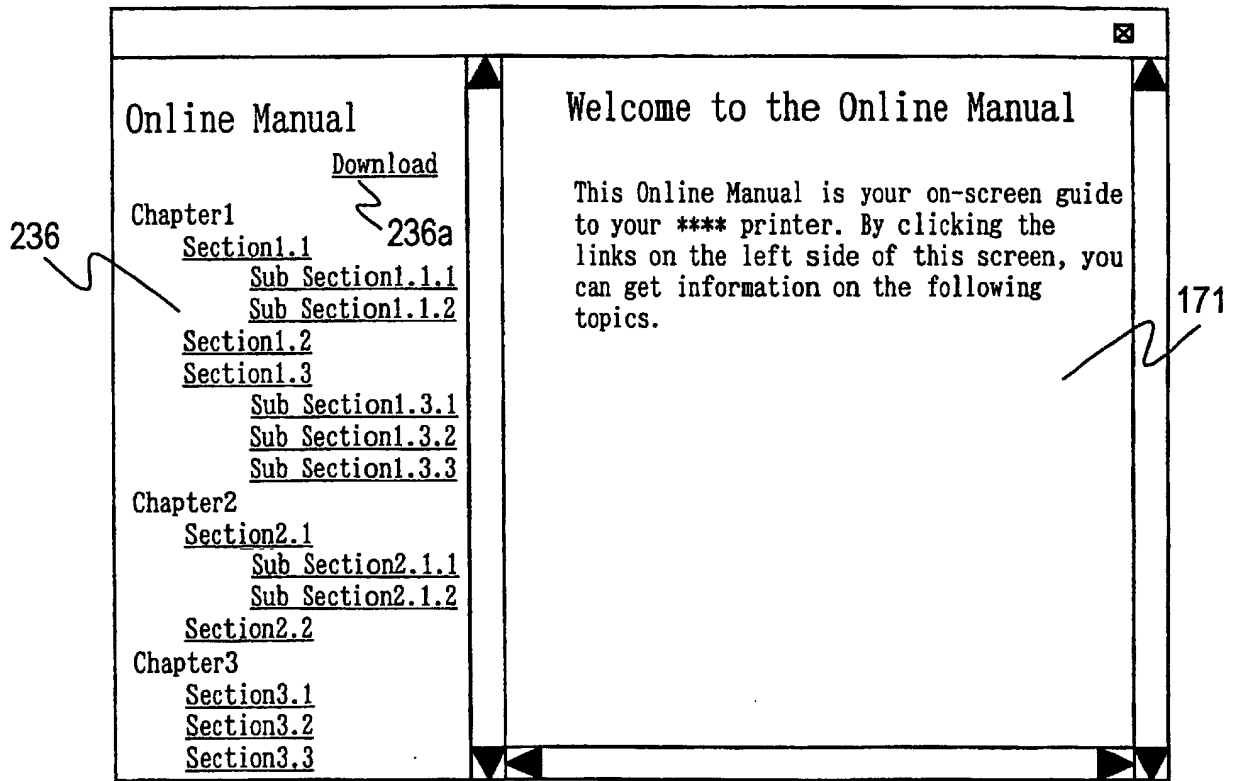 Online Manual
Download
236a
236
Chapter1
Section1.1
Sub Section1.1.1
Sub Section1.1.2
Section1.2
Section1.3
Sub Section1.3.1
Sub Section1.3.2
Sub Section1.3.3
Chapter2
Section2.1
Sub Section2.1.1
Sub Section2.1.2
Section2.2
Chapter3
Section3.1
Section3.2
Section3.3
Welcome to the Online Manual
This Online Manual is your on-screen guide
to your **** printer. By clicking the
links on the left side of this screen, you
can get information on the following
topics.
171